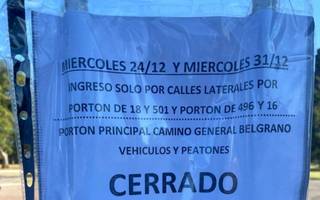 MIERCOLES 24/12 Y MIERCOLES 31/12
INGRESO SOLO POR CALLES LATERALES POR
PORTON DE 18 Y 501 Y PORTON DE 496 Y 16
PORTON PRINCIPAL CAMINO GENERAL BELGRANO
VEHICULOS Y PEATONES
CERRADO